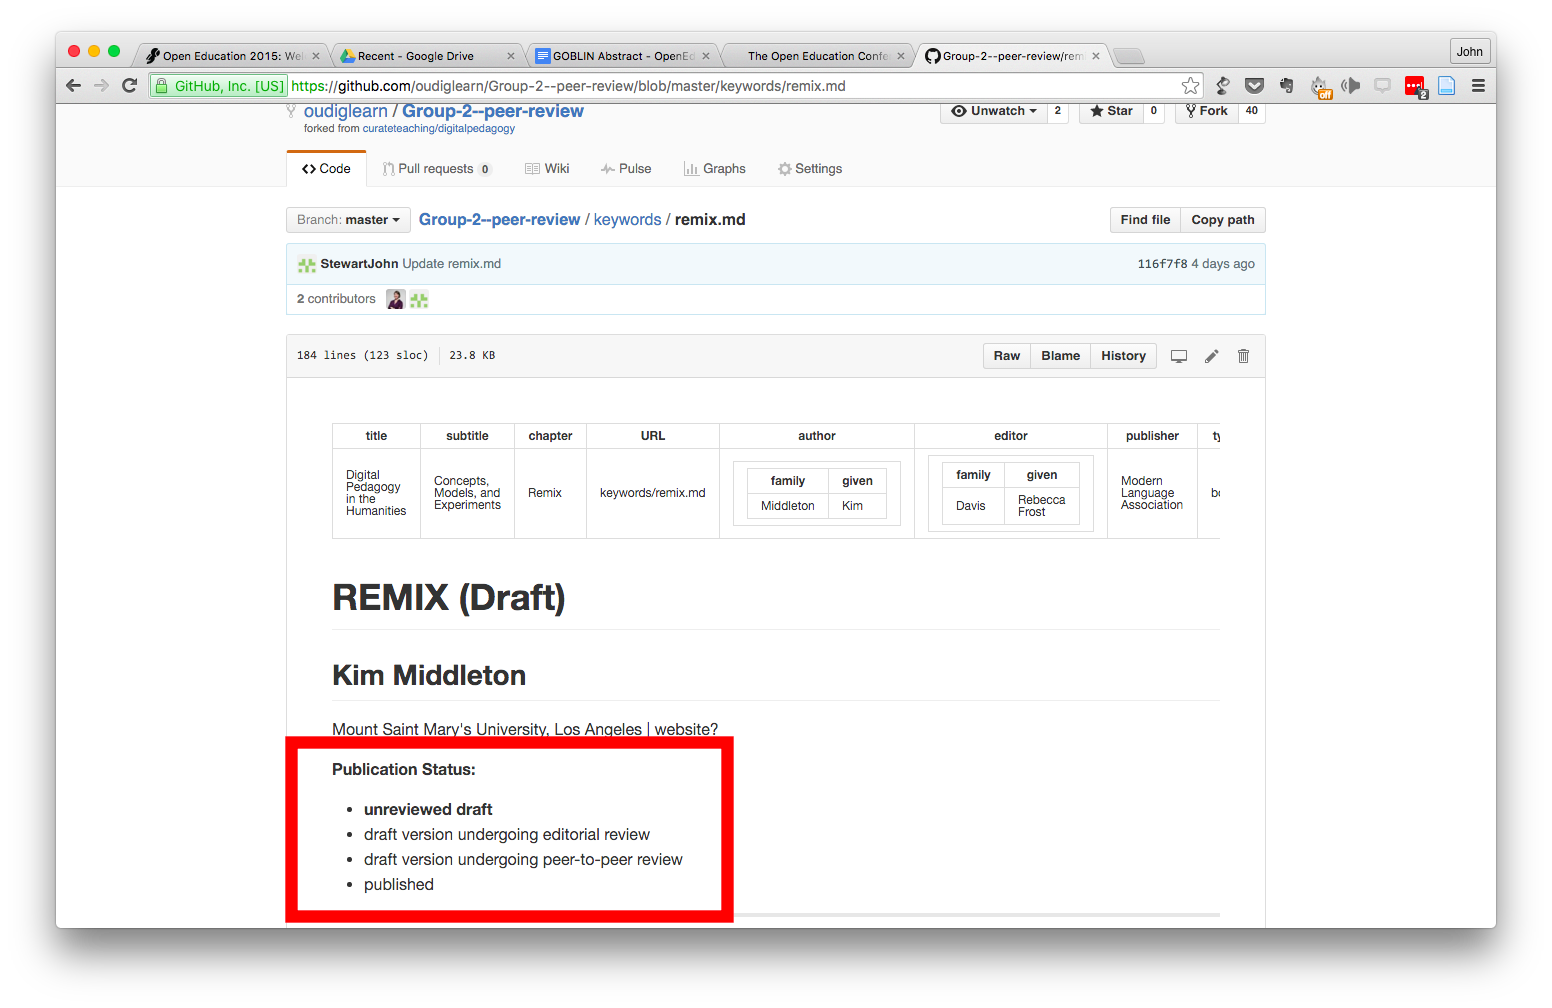 Open Education 2015: Wel
Recent - Google Drive
GOBLIN Abstract - OpenEd
The Open Education Confe
Group-2--peer-review/rem
John
GitHub, Inc. [US] https://github.com/oudiglearn/Group-2--peer-review/blob/master/keywords/remix.md
off
2
oudiglearn / Group-2--peer-review
Unwatch 2
Star 0
Fork 40
forked from curateteaching/digitalpedagogy
Code
Pull requests 0
Wiki
Pulse
Graphs
Settings
Branch: master
Group-2--peer-review / keywords / remix.md
Find file
Copy path
StewartJohn Update remix.md
116f7f8 4 days ago
2 contributors
184 lines (123 sloc) 23.8 KB
Raw
Blame
History
title subtitle chapter URL author editor publisher ty
Digital
Pedagogy
in the
Humanities
Concepts,
Models, and
Experiments
Remix
keywords/remix.md
family given
Middleton Kim
family given
Davis
Rebecca
Frost
Modern
Language
Association
bo
REMIX (Draft)
Kim Middleton
Mount Saint Mary's University, Los Angeles | website?
Publication Status:
• unreviewed draft
• draft version undergoing editorial review
• draft version undergoing peer-to-peer review
• published